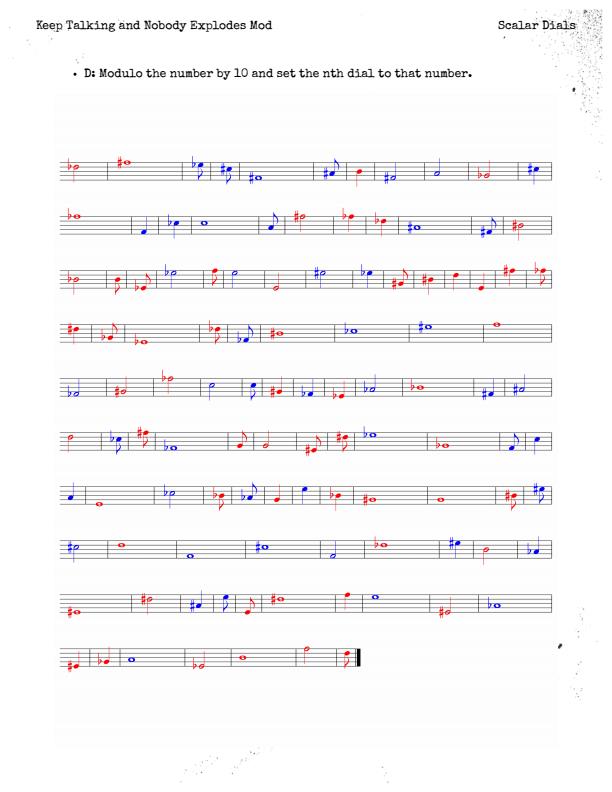 Keep Talking and Nobody Explodes Mod
Scalar Dials
• D: Modulo the number by 10 and set the nth dial to that number.